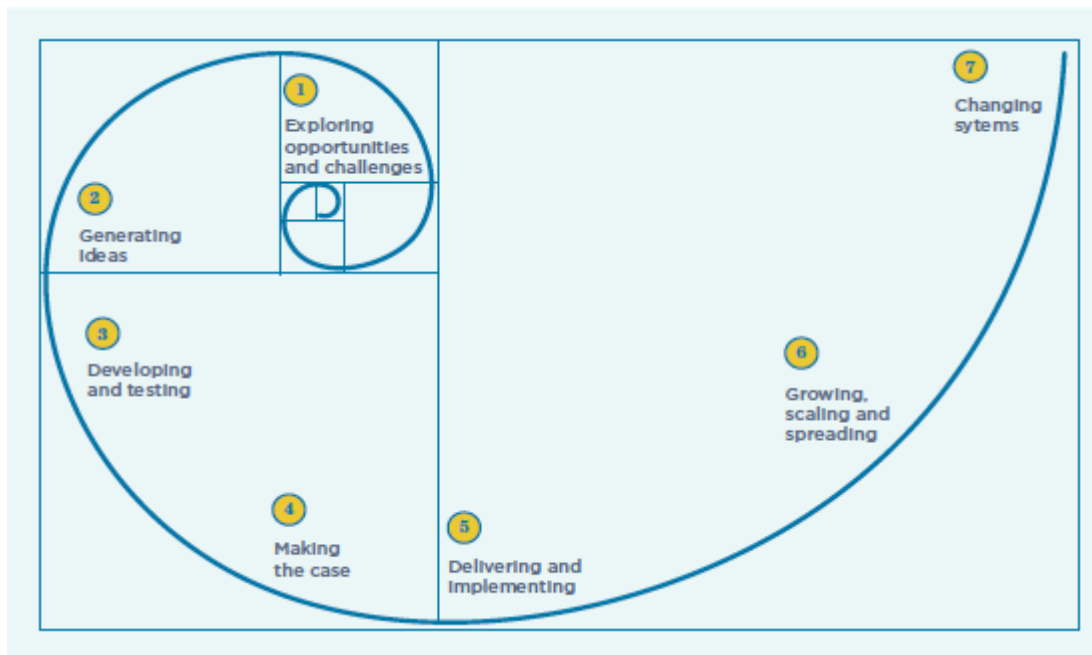 1
Exploring
opportunities
and challenges
2
Generating
ideas
3
Developing
and testing
4
Making
the case
5
Delivering and
implementing
6
Growing,
scaling and
spreading
7
Changing
sytems